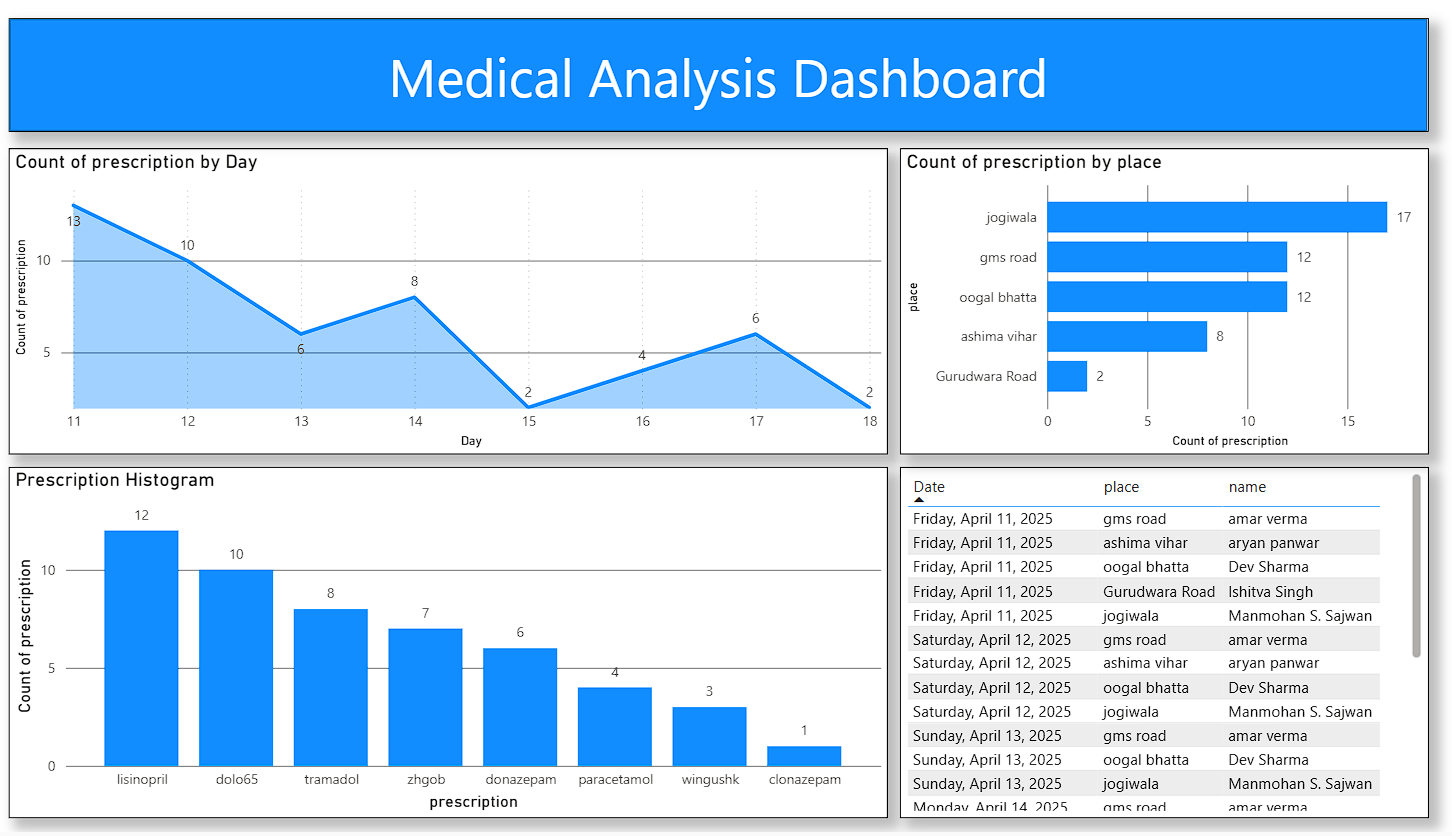 Medical Analysis Dashboard
Count of prescription by Day
Count of prescription
10
5
13
10
6
8
2
4
6
2
11 12 13 14 15 16 17 18
Day
Count of prescription by place
place
jogiwala 17
gms road 12
oogal bhatta 12
ashima vihar 8
Gurudwara Road 2
0 5 10 15
Count of prescription
Prescription Histogram
Count of prescription
10
5
0
12
10
8
7
6
4
3
1
lisinopril dolo65 tramadol zhgob donazepam paracetamol wingushk clonazepam
prescription
Date place name
Friday, April 11, 2025 gms road amar verma
Friday, April 11, 2025 ashima vihar aryan panwar
Friday, April 11, 2025 oogal bhatta Dev Sharma
Friday, April 11, 2025 Gurudwara Road Ishitva Singh
Friday, April 11, 2025 jogiwala Manmohan S. Sajwan
Saturday, April 12, 2025 gms road amar verma
Saturday, April 12, 2025 ashima vihar aryan panwar
Saturday, April 12, 2025 oogal bhatta Dev Sharma
Saturday, April 12, 2025 jogiwala Manmohan S. Sajwan
Sunday, April 13, 2025 gms road amar verma
Sunday, April 13, 2025 oogal bhatta Dev Sharma
Sunday, April 13, 2025 jogiwala Manmohan S. Sajwan
Monday, April 14, 2025 gms road amar verma